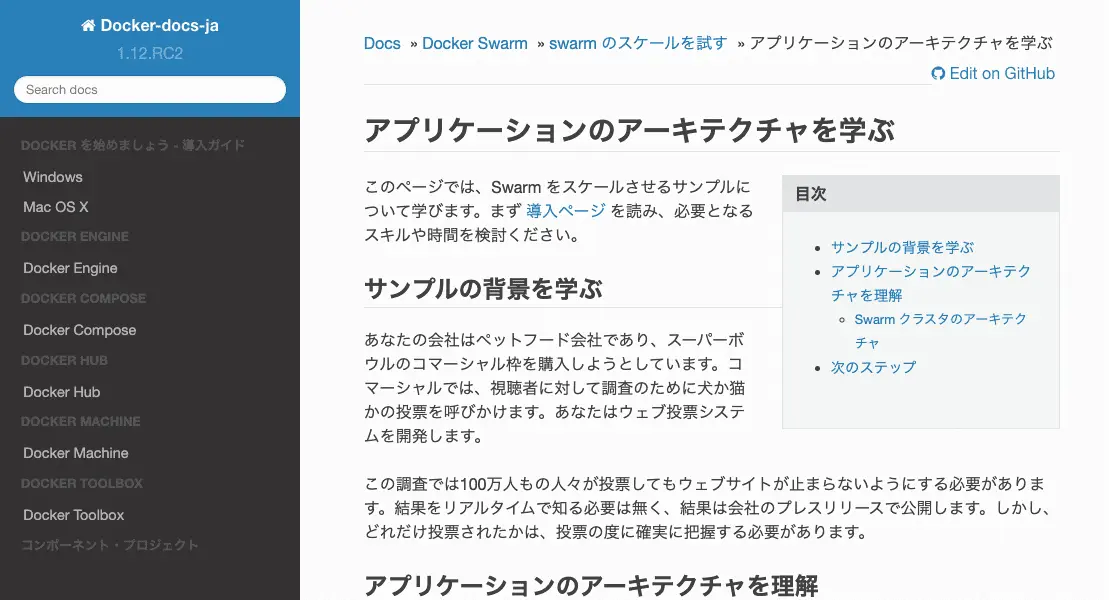 Docker-docs-ja
1.12.RC2
Search docs
DOCKER を始めましょう - 導入ガイド
Windows
Mac OS X
DOCKER ENGINE
Docker Engine
DOCKER COMPOSE
Docker Compose
DOCKER HUB
Docker Hub
DOCKER MACHINE
Docker Machine
DOCKER TOOLBOX
Docker Toolbox
コンポーネント・プロジェクト
Docs » Docker Swarm » swarm のスケールを試す » アプリケーションのアーキテクチャを学ぶ
Edit on GitHub
アプリケーションのアーキテクチャを学ぶ
このページでは、Swarm をスケールさせるサンプルに
ついて学びます。まず 導入ページ を読み、必要となる
スキルや時間を検討ください。
目次
サンプルの背景を学ぶ
アプリケーションのアーキテク
チャを理解
Swarm クラスタのアーキテク
チャ
次のステップ
サンプルの背景を学ぶ
あなたの会社はペットフード会社であり、スーパーボ
ウルのコマーシャル枠を購入しようとしています。コ
マーシャルでは、視聴者に対して調査のために犬か猫
かの投票を呼びかけます。あなたはウェブ投票システ
ムを開発します。
この調査では100万人もの人々が投票してもウェブサイトが止まらないようにする必要がありま
す。結果をリアルタイムで知る必要は無く、結果は会社のプレスリリースで公開します。しかし、
どれだけ投票されたかは、投票の度に確実に把握する必要があります。
アプリケーションのアーキテクチャを理解